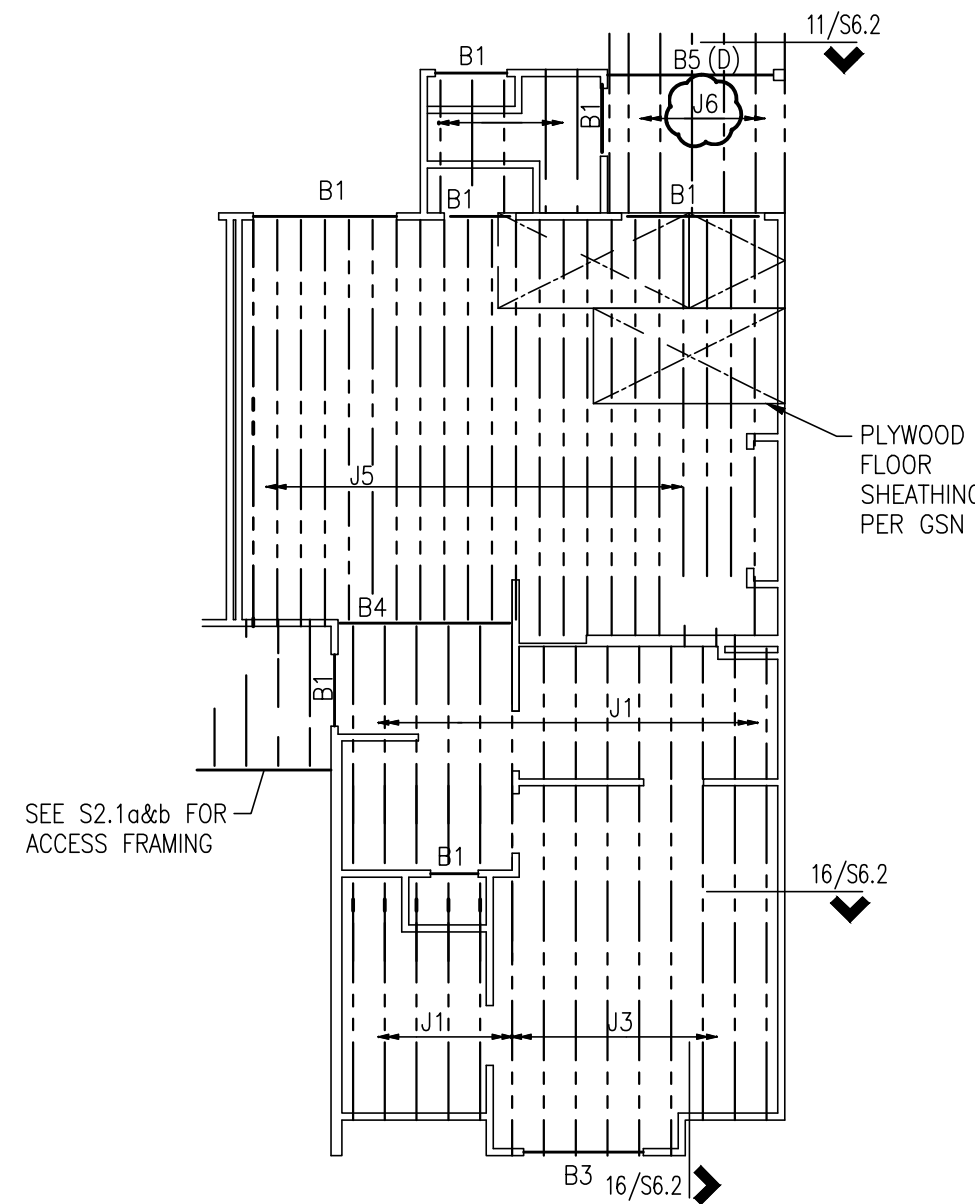 11/S6.2
B1
B5 (D)
J6
B1
B1
B1
B1
PLYWOOD
FLOOR
SHEATHING
PER GSN
J5
B4
B1
J1
SEE S2.1a&b FOR
ACCESS FRAMING
B1
16/S6.2
J1
J3
B3
16/S6.2